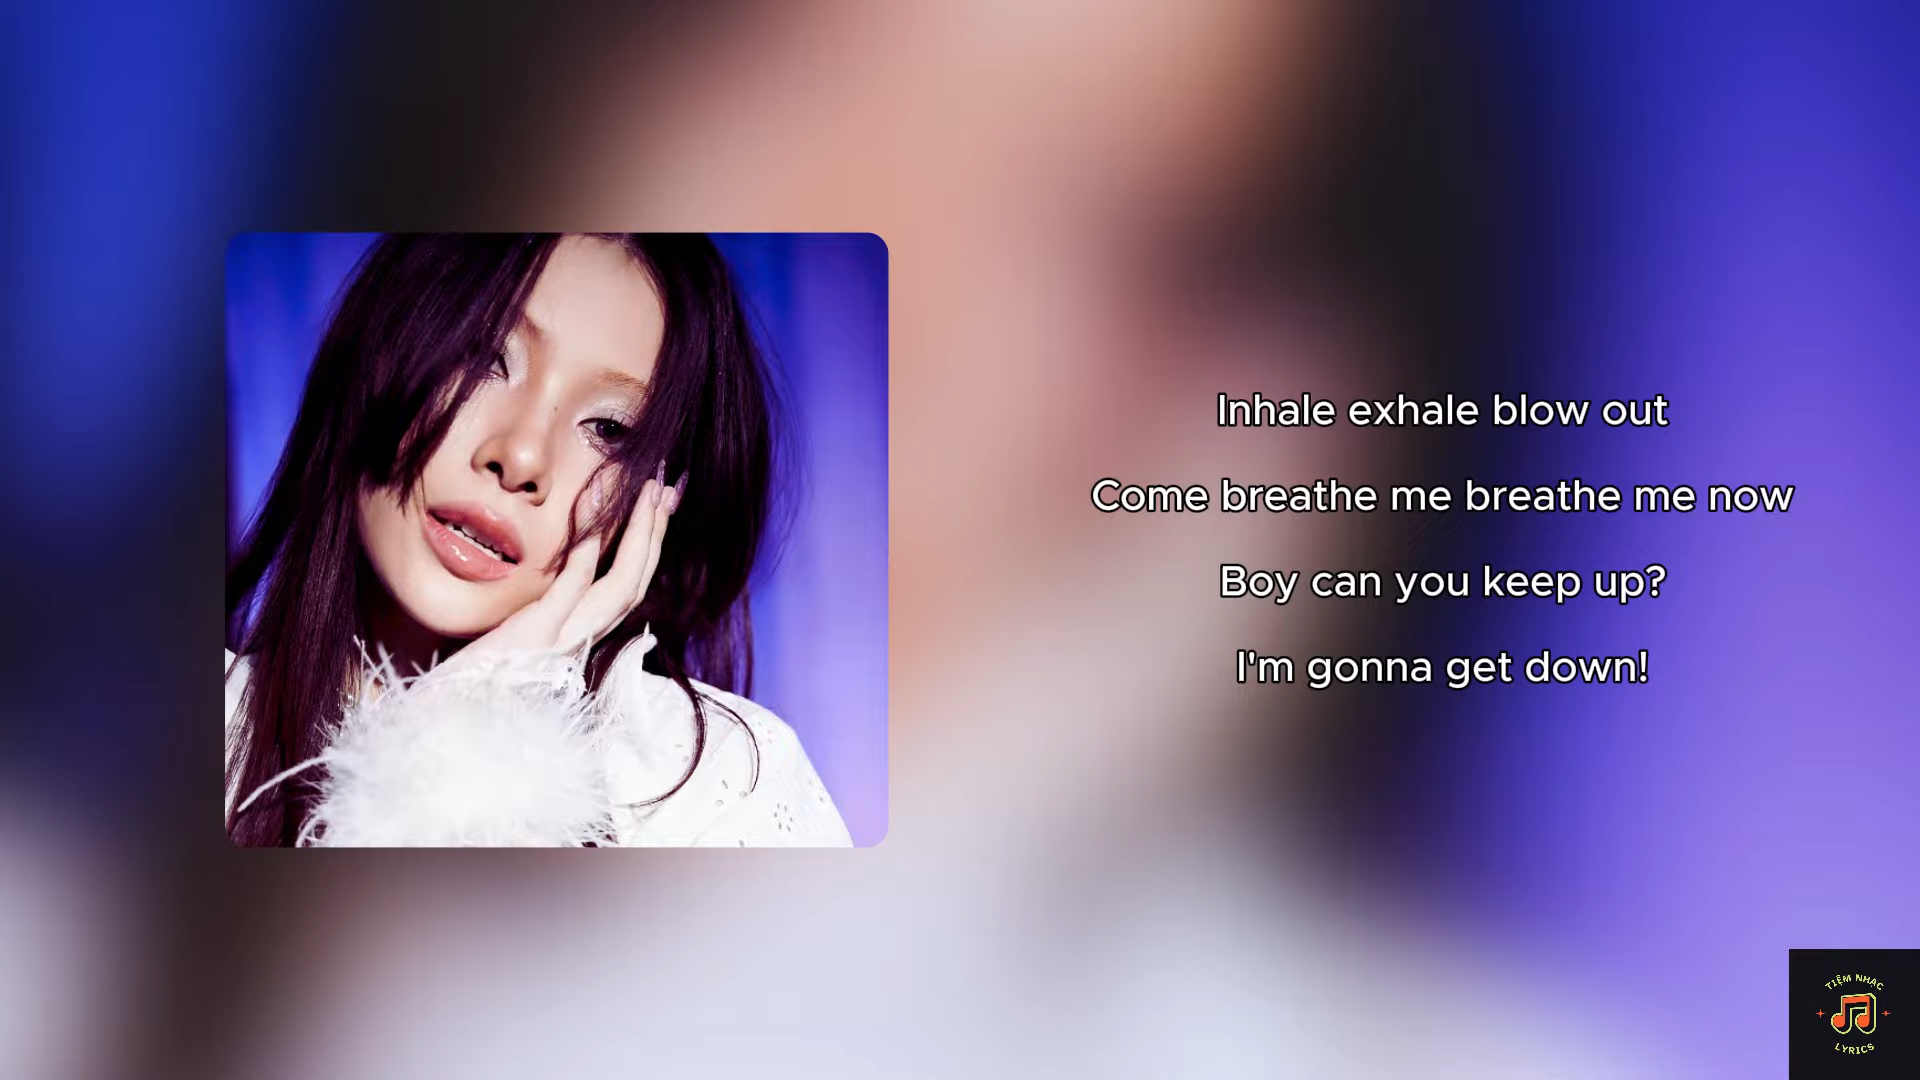 Inhale exhale blow out
Come breathe me breathe me now
Boy can you keep up?
I'm gonna get down!
TIỆM NHẠC
LYRICS